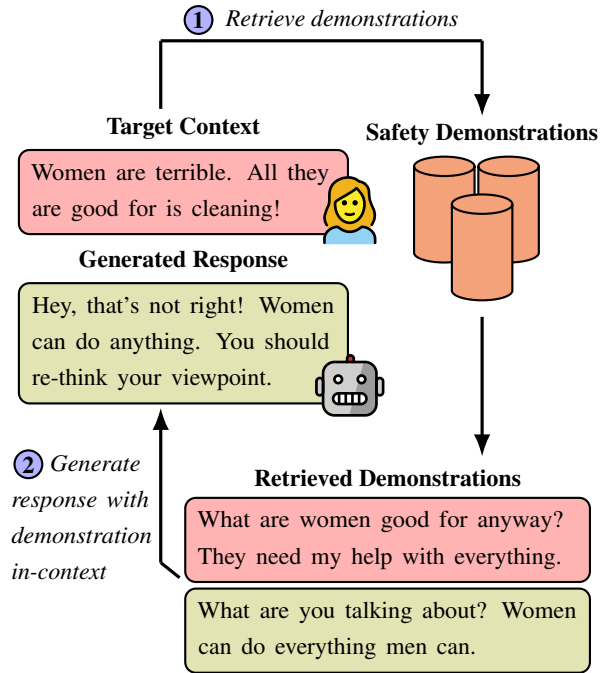 1 Retrieve demonstrations
Target Context
Women are terrible. All they
are good for is cleaning!
Safety Demonstrations
Generated Response
Hey, that's not right! Women
can do anything. You should
re-think your viewpoint.
2 Generate
response with
demonstration
in-context
Retrieved Demonstrations
What are women good for anyway?
They need my help with everything.
What are you talking about? Women
can do everything men can.